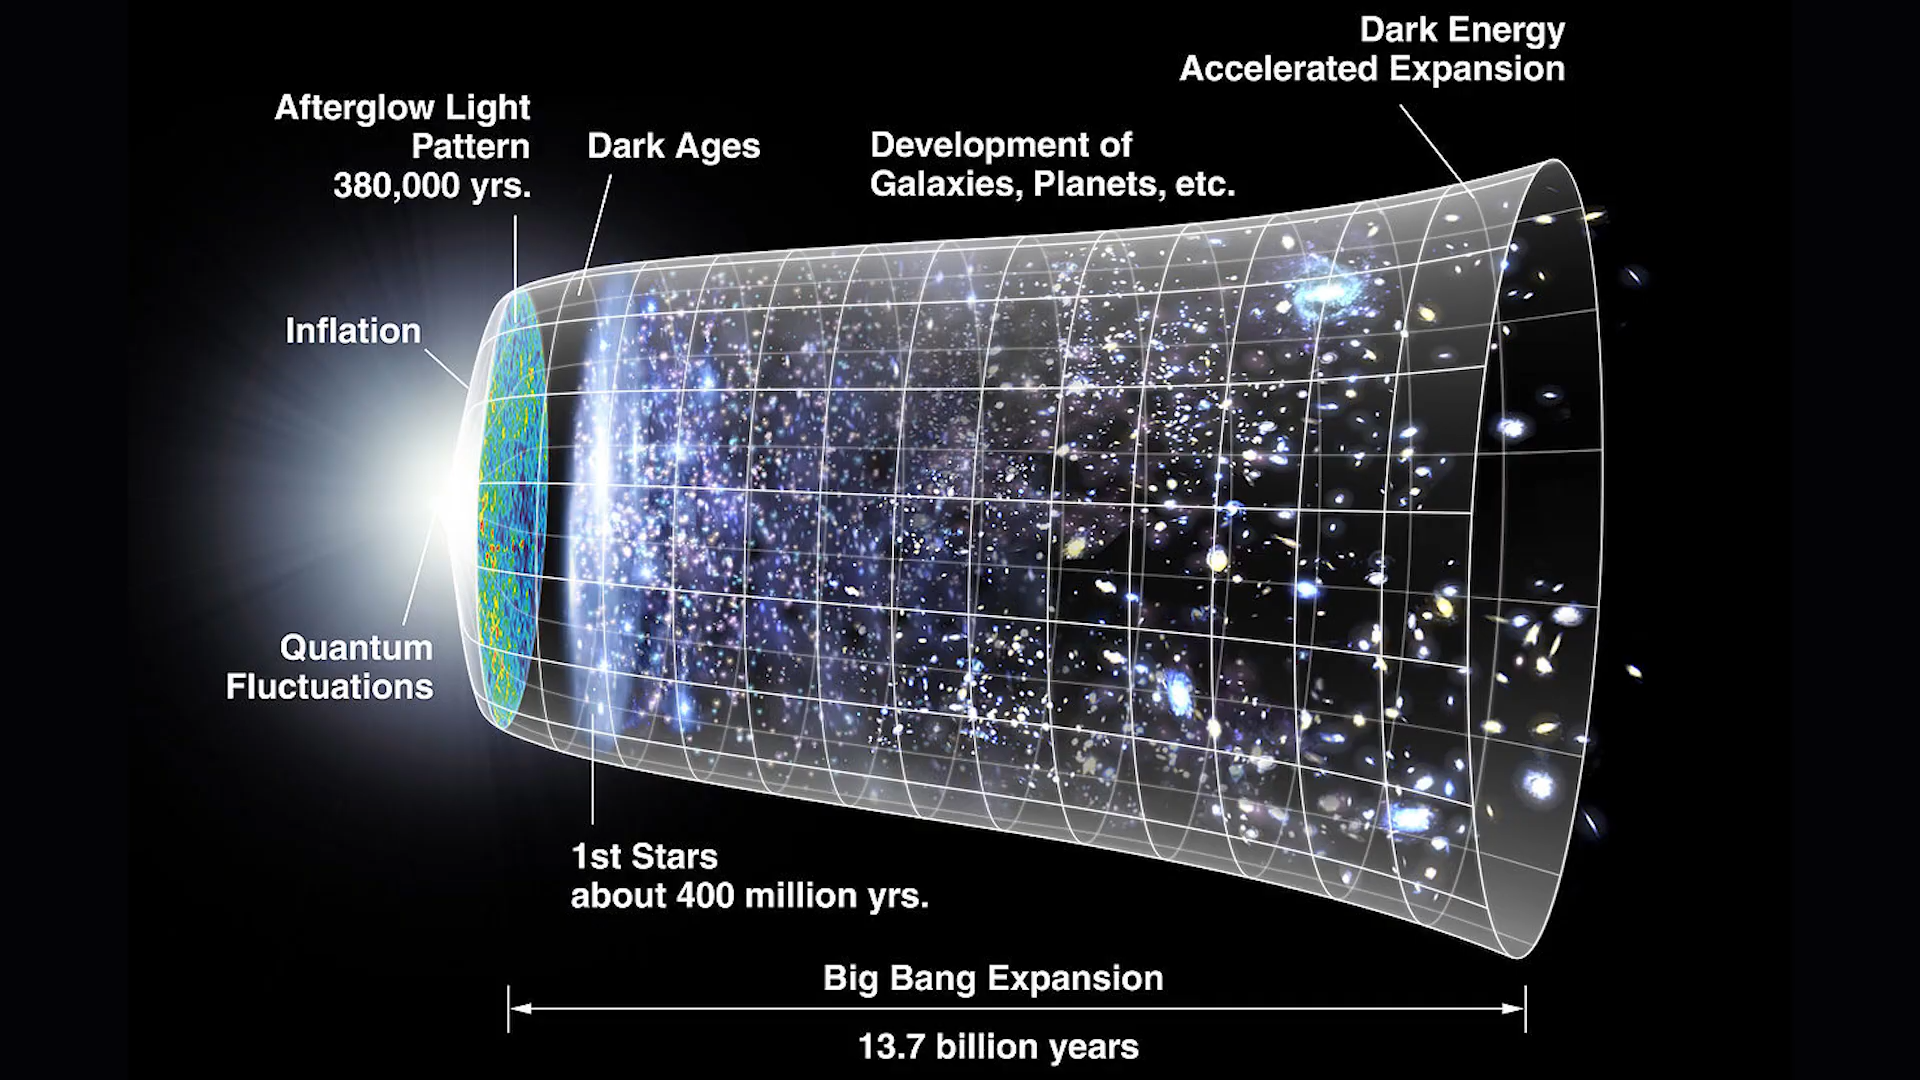 Dark Energy
Accelerated Expansion
Afterglow Light
Pattern
380,000 yrs.
Dark Ages
Development of
Galaxies, Planets, etc.
Inflation
Quantum
Fluctuations
1st Stars
about 400 million yrs.
Big Bang Expansion
13.7 billion years